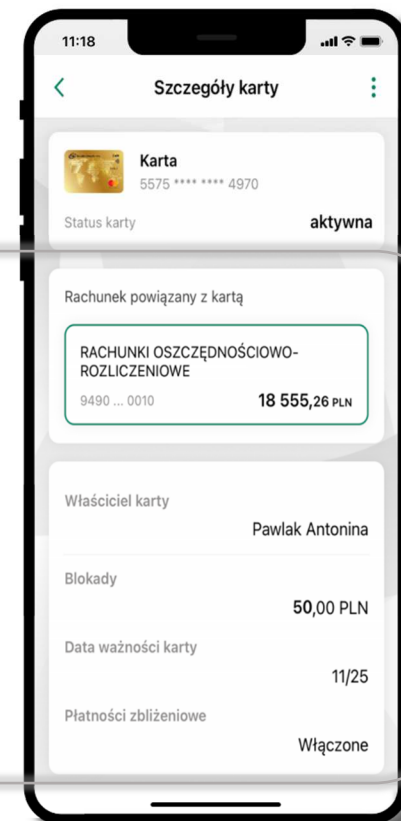 11:18
Szczegóły karty
Karta
5575 **** **** 4970
Status karty
aktywna
Rachunek powiązany z kartą
RACHUNKI OSZCZĘDNOŚCIOWO-
ROZLICZENIOWE
9490 ... 0010
18 555,26 PLN
Właściciel karty
Pawlak Antonina
Blokady
50,00 PLN
Data ważności karty
11/25
Płatności zbliżeniowe
Włączone